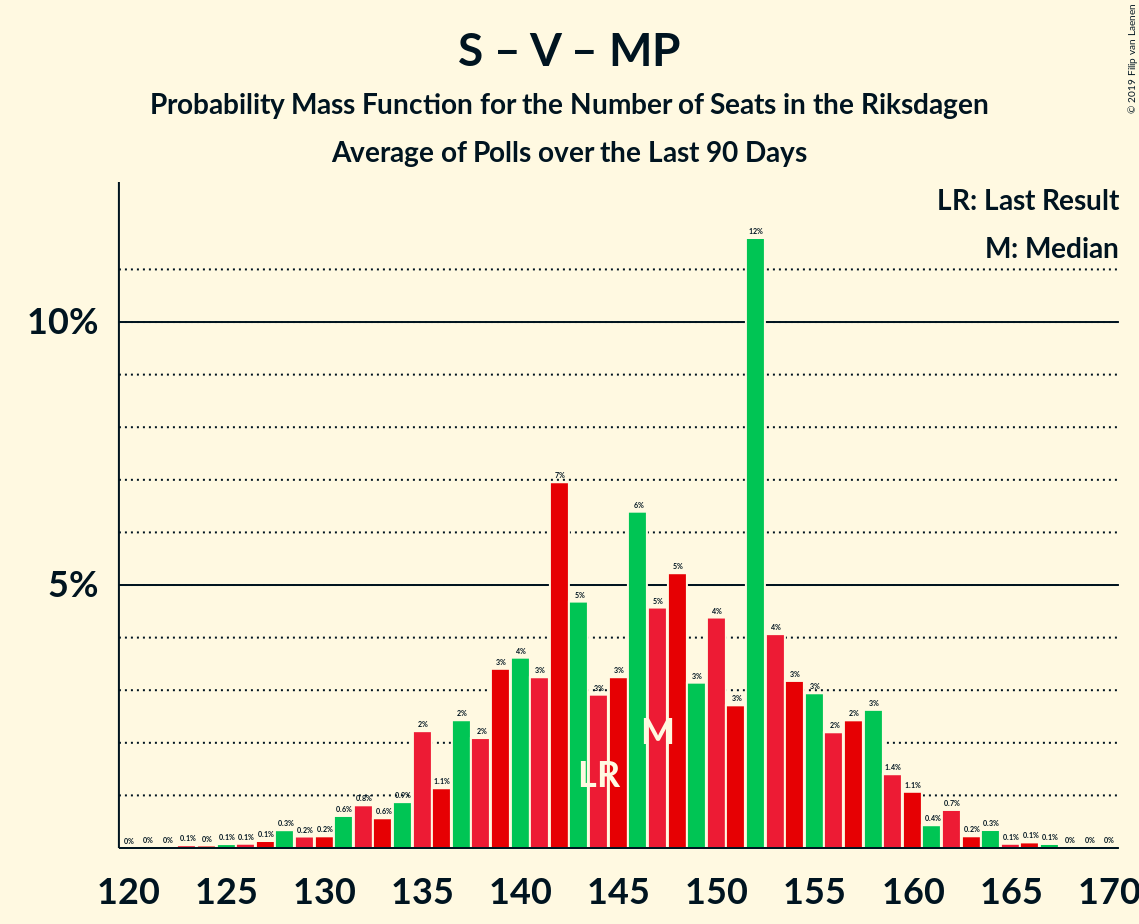 S – V – MP
Probability Mass Function for the Number of Seats in the Riksdagen
Average of Polls over the Last 90 Days
© 2019 Filip van Laenen
LR: Last Result
M: Median
10%
5%
0% 0% 0% 0.1% 0% 0.1% 0.1% 0.1% 0.3% 0.2% 0.2% 0.6% 0.8% 0.6% 0.9% 2% 1.1% 2% 2% 3% 4% 3% 7% 5% 3% 3% 6% 5% 5% 3% 4% 3% 12% 4% 3% 3% 2% 2% 3% 1.4% 1.1% 0.4% 0.7% 0.2% 0.3% 0.1% 0.1% 0.1% 0% 0% 0%
M
LR
120 125 130 135 140 145 150 155 160 165 170